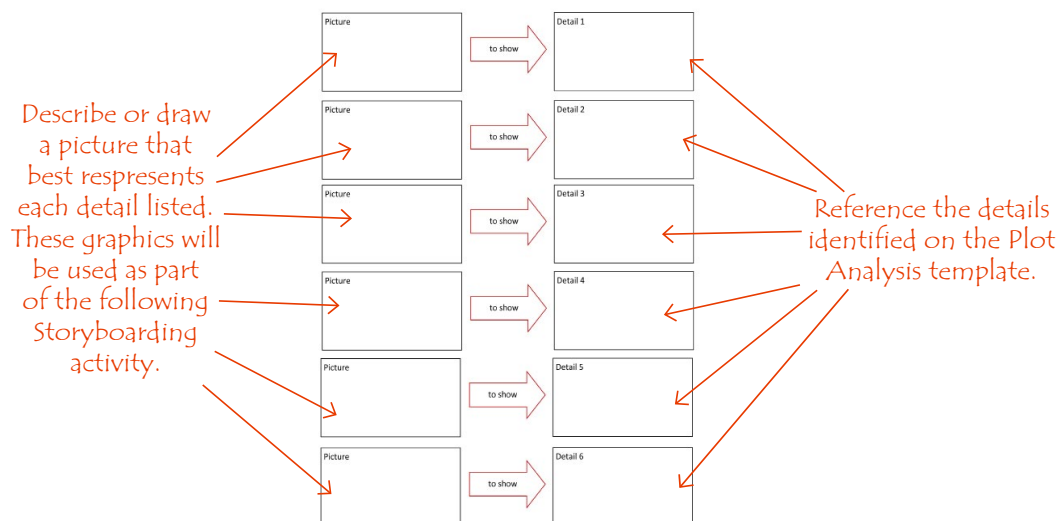 Picture
to show
Detail 1
Picture
to show
Detail 2
Picture
to show
Detail 3
Picture
to show
Detail 4
Picture
to show
Detail 5
Picture
to show
Detail 6
Describe or draw
a picture that
best respresents
each detail listed.
These graphics will
be used as part
of the following
Storyboarding
activity.
Reference the details
identified on the Plot
Analysis template.